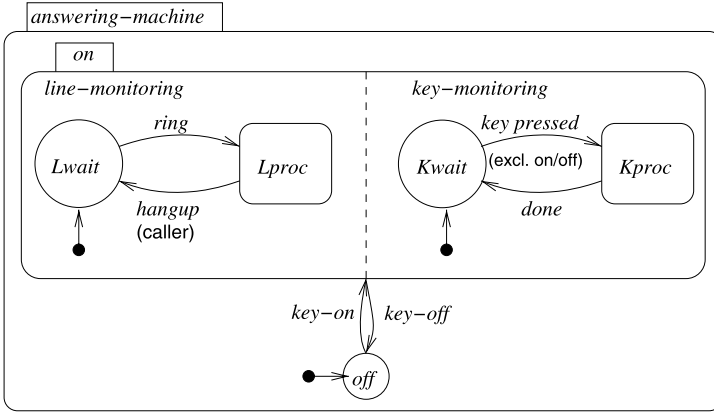 answering−machine
on
line−monitoring
key−monitoring
ring
key pressed
Lwait
Lproc
Kwait
(excl. on/off)
Kproc
hangup
(caller)
done
key−on
key−off
off